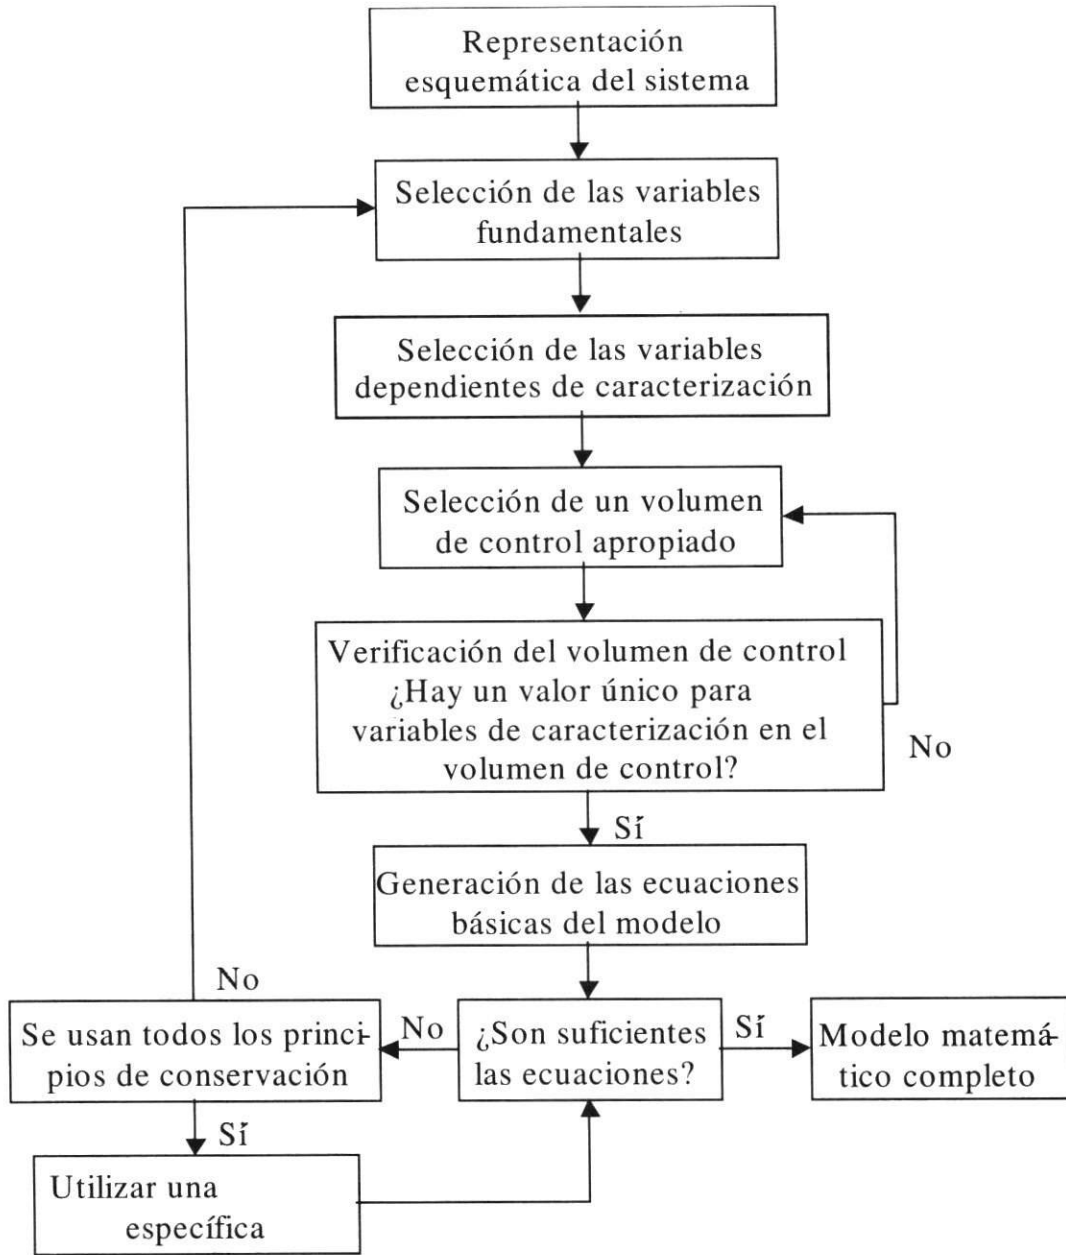 Representación
esquemática del sistema
Selección de las variables
fundamentales
Selección de las variables
dependientes de caracterización
Selección de un volumen
de control apropiado
Verificación del volumen de control
¿Hay un valor único para
variables de caracterización en el
volumen de control?
No
Sí
Generación de las ecuaciones
básicas del modelo
No
Se usan todos los princi-
pios de conservación
No
¿Son suficientes
las ecuaciones?
Sí
Modelo matemá-
tico completo
Sí
Utilizar una
específica